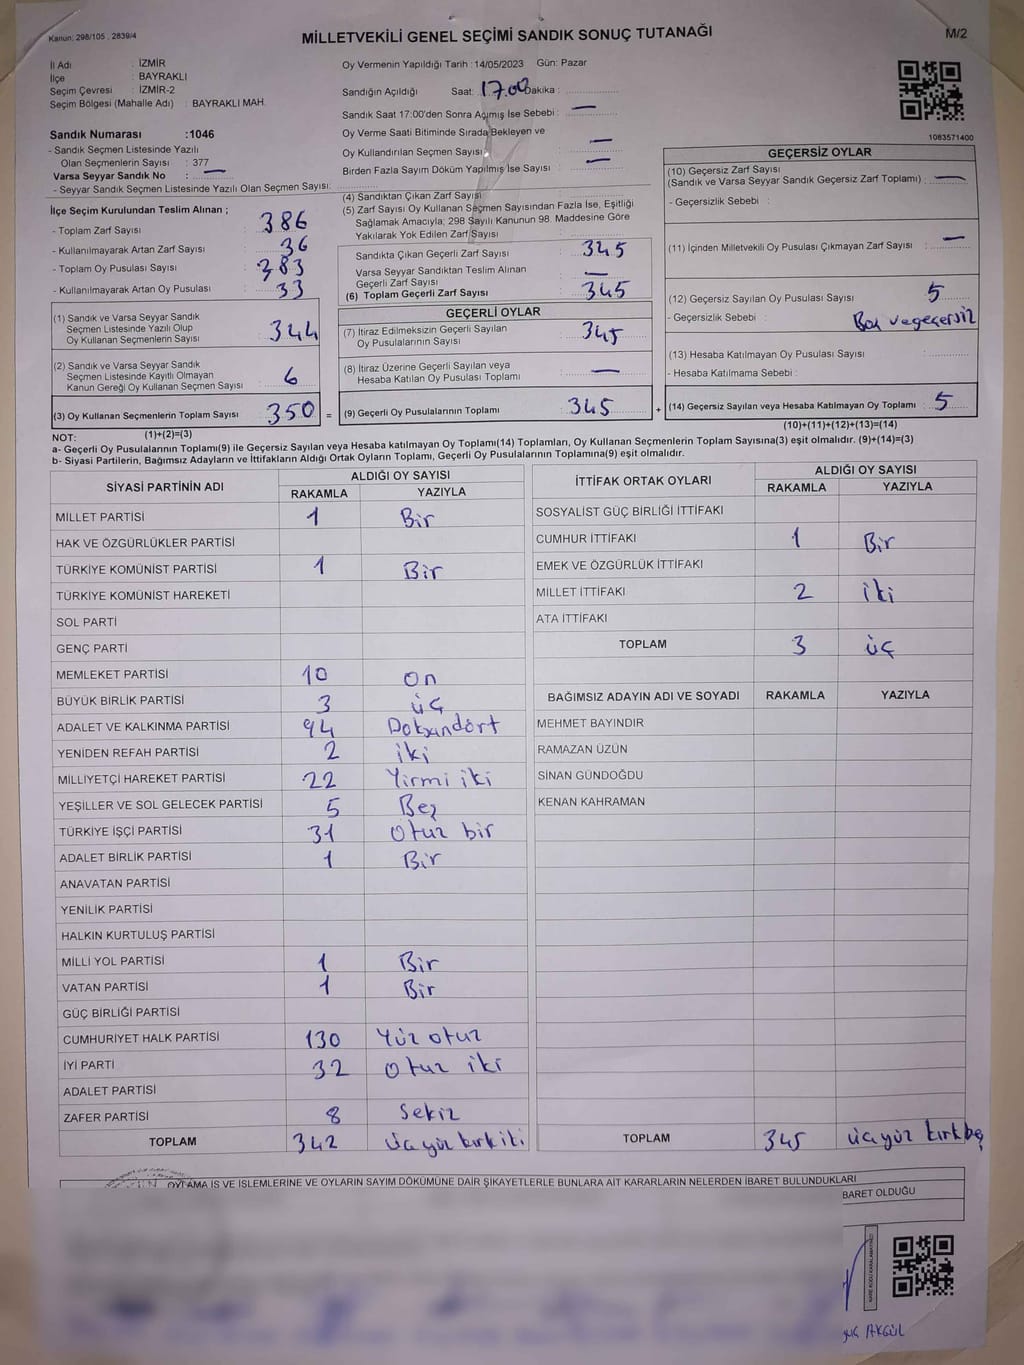 Kanun: 298/105 , 2839/4
MİLLETVEKİLİ GENEL SEÇİMİ SANDIK SONUÇ TUTANAĞI
M/2
İl Adı : İZMİR
İlçe : BAYRAKLI
Seçim Çevresi : İZMİR-2
Seçim Bölgesi (Mahalle Adı) : BAYRAKLI MAH.
Oy Vermenin Yapıldığı Tarih : 14/05/2023 Gün: Pazar
Sandığın Açıldığı Saat: 17.00 Dakika :
Sandık Saat 17:00'den Sonra Açılmış İse Sebebi : —
Oy Verme Saati Bitiminde Sırada Bekleyen ve
Oy Kullandırılan Seçmen Sayısı —
Birden Fazla Sayım Döküm Yapılmış İse Sayısı —
1083571400
Sandık Numarası :1046
- Sandık Seçmen Listesinde Yazılı
Olan Seçmenlerin Sayısı : 377
Varsa Seyyar Sandık No : —
- Seyyar Sandık Seçmen Listesinde Yazılı Olan Seçmen Sayısı:
İlçe Seçim Kurulundan Teslim Alınan ;
- Toplam Zarf Sayısı : 386
- Kullanılmayarak Artan Zarf Sayısı : 36
- Toplam Oy Pusulası Sayısı : 383
- Kullanılmayarak Artan Oy Pusulası : 33
(1) Sandık ve Varsa Seyyar Sandık
Seçmen Listesinde Yazılı Olup
Oy Kullanan Seçmenlerin Sayısı : 344
(2) Sandık ve Varsa Seyyar Sandık
Seçmen Listesinde Kayıtlı Olmayan
Kanun Gereği Oy Kullanan Seçmen Sayısı : 6
(3) Oy Kullanan Seçmenlerin Toplam Sayısı : 350 =
(1)+(2)=(3)
(4) Sandıktan Çıkan Zarf Sayısı
(5) Zarf Sayısı Oy Kullanan Seçmen Sayısından Fazla İse, Eşitliği
Sağlamak Amacıyla; 298 Sayılı Kanunun 98. Maddesine Göre
Yakılarak Yok Edilen Zarf Sayısı
Sandıkta Çıkan Geçerli Zarf Sayısı : 345
Varsa Seyyar Sandıktan Teslim Alınan
Geçerli Zarf Sayısı : —
(6) Toplam Geçerli Zarf Sayısı : 345
GEÇERLİ OYLAR
(7) İtiraz Edilmeksizin Geçerli Sayılan
Oy Pusulalarının Sayısı : 345
(8) İtiraz Üzerine Geçerli Sayılan veya
Hesaba Katılan Oy Pusulası Toplamı : —
(9) Geçerli Oy Pusulalarının Toplamı : 345 +
GEÇERSİZ OYLAR
(10) Geçersiz Zarf Sayısı
(Sandık ve Varsa Seyyar Sandık Geçersiz Zarf Toplamı) : —
- Geçersizlik Sebebi :
(11) İçinden Milletvekili Oy Pusulası Çıkmayan Zarf Sayısı : —
(12) Geçersiz Sayılan Oy Pusulası Sayısı : 5
- Geçersizlik Sebebi : Boş ve geçersiz
(13) Hesaba Katılmayan Oy Pusulası Sayısı :
- Hesaba Katılmama Sebebi :
(14) Geçersiz Sayılan veya Hesaba Katılmayan Oy Toplamı : 5
(10)+(11)+(12)+(13)=(14)
NOT:
a- Geçerli Oy Pusulalarının Toplamı(9) ile Geçersiz Sayılan veya Hesaba katılmayan Oy Toplamı(14) Toplamları, Oy Kullanan Seçmenlerin Toplam Sayısına(3) eşit olmalıdır. (9)+(14)=(3)
b- Siyasi Partilerin, Bağımsız Adayların ve İttifakların Aldığı Ortak Oyların Toplamı, Geçerli Oy Pusulalarının Toplamına(9) eşit olmalıdır.
SİYASİ PARTİNİN ADI ALDIĞI OY SAYISI
RAKAMLA YAZIYLA
MİLLET PARTİSİ 1 Bir
HAK VE ÖZGÜRLÜKLER PARTİSİ
TÜRKİYE KOMÜNİST PARTİSİ 1 Bir
TÜRKİYE KOMÜNİST HAREKETİ
SOL PARTİ
GENÇ PARTİ
MEMLEKET PARTİSİ 10 On
BÜYÜK BİRLİK PARTİSİ 3 üç
ADALET VE KALKINMA PARTİSİ 94 Doksandört
YENİDEN REFAH PARTİSİ 2 iki
MİLLİYETÇİ HAREKET PARTİSİ 22 Yirmi iki
YEŞİLLER VE SOL GELECEK PARTİSİ 5 Beş
TÜRKİYE İŞÇİ PARTİSİ 31 Otuz bir
ADALET BİRLİK PARTİSİ 1 Bir
ANAVATAN PARTİSİ
YENİLİK PARTİSİ
HALKIN KURTULUŞ PARTİSİ
MİLLİ YOL PARTİSİ 1 Bir
VATAN PARTİSİ 1 Bir
GÜÇ BİRLİĞİ PARTİSİ
CUMHURİYET HALK PARTİSİ 130 Yüz otuz
İYİ PARTİ 32 Otuz iki
ADALET PARTİSİ
ZAFER PARTİSİ 8 Sekiz
TOPLAM 342 üçyüz kırk iki
İTTİFAK ORTAK OYLARI ALDIĞI OY SAYISI
RAKAMLA YAZIYLA
SOSYALİST GÜÇ BİRLİĞİ İTTİFAKI
CUMHUR İTTİFAKI 1 Bir
EMEK VE ÖZGÜRLÜK İTTİFAKI
MİLLET İTTİFAKI 2 iki
ATA İTTİFAKI
TOPLAM 3 üç
BAĞIMSIZ ADAYIN ADI VE SOYADI RAKAMLA YAZIYLA
MEHMET BAYINDIR
RAMAZAN ÜZÜN
SİNAN GÜNDOĞDU
KENAN KAHRAMAN
TOPLAM 345 üçyüz kırkbeş
OYLAMA İŞ VE İŞLEMLERİNE VE OYLARIN SAYIM DÖKÜMÜNE DAİR ŞİKAYETLERLE BUNLARA AİT KARARLARIN NELERDEN İBARET BULUNDUKLARI
BARET OLDUĞU
AKGÜL